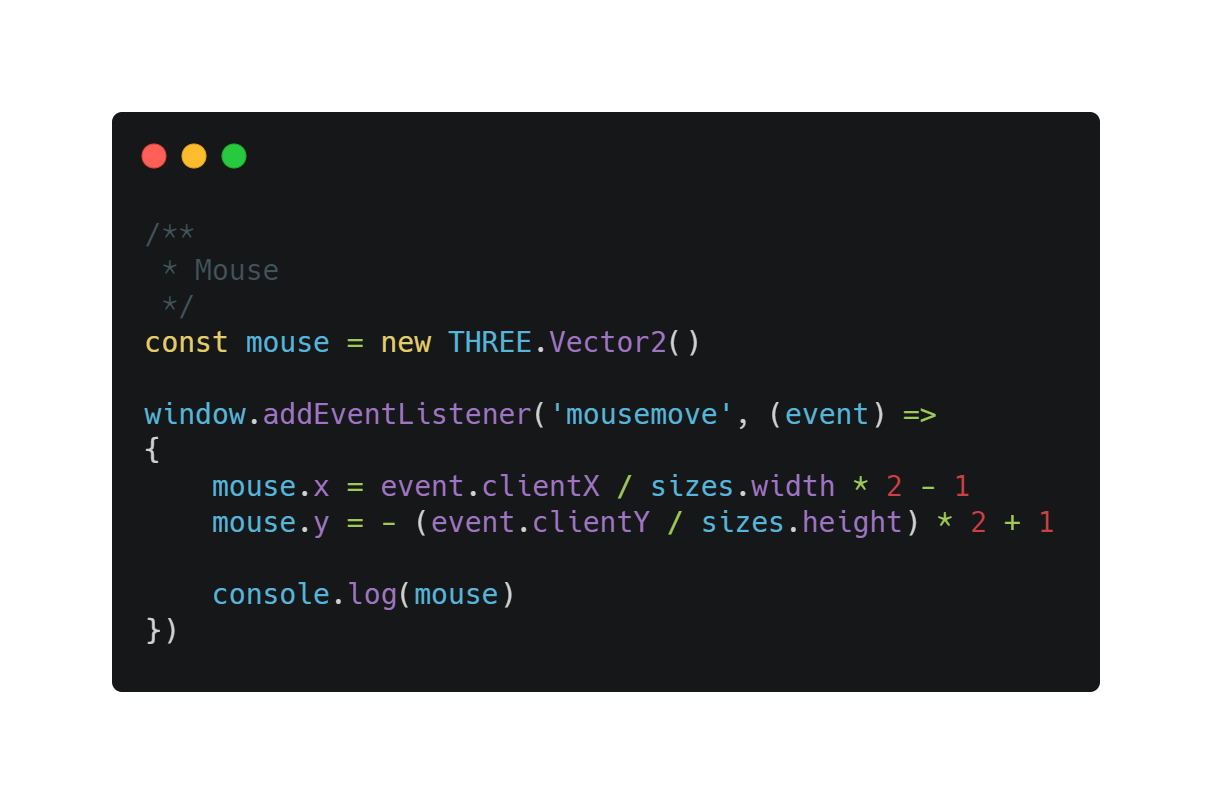 /**
 * Mouse
 */
const mouse = new THREE.Vector2()

window.addEventListener('mousemove', (event) =>
{
    mouse.x = event.clientX / sizes.width * 2 - 1
    mouse.y = - (event.clientY / sizes.height) * 2 + 1

    console.log(mouse)
})